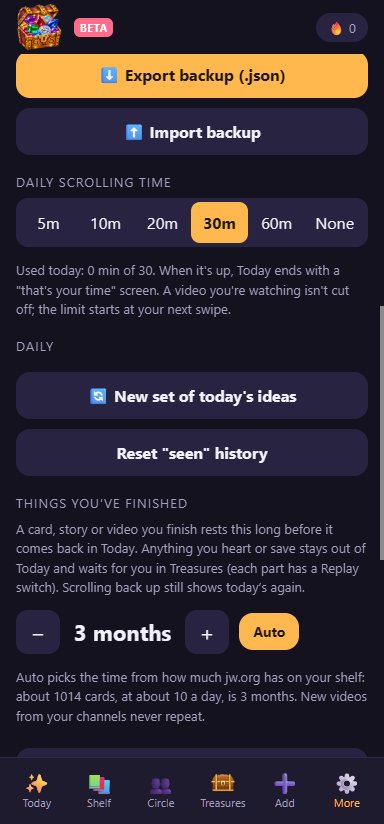 BETA
🔥 0
⬇️ Export backup (.json)
⬆️ Import backup
DAILY SCROLLING TIME
5m 10m 20m 30m 60m None
Used today: 0 min of 30. When it's up, Today ends with a
"that's your time" screen. A video you're watching isn't cut
off; the limit starts at your next swipe.
DAILY
🔄 New set of today's ideas
Reset "seen" history
THINGS YOU'VE FINISHED
A card, story or video you finish rests this long before it
comes back in Today. Anything you heart or save stays out of
Today and waits for you in Treasures (each part has a Replay
switch). Scrolling back up still shows today's again.
− 3 months + Auto
Auto picks the time from how much jw.org has on your shelf:
about 1014 cards, at about 10 a day, is 3 months. New videos
from your channels never repeat.
Today Shelf Circle Treasures Add More